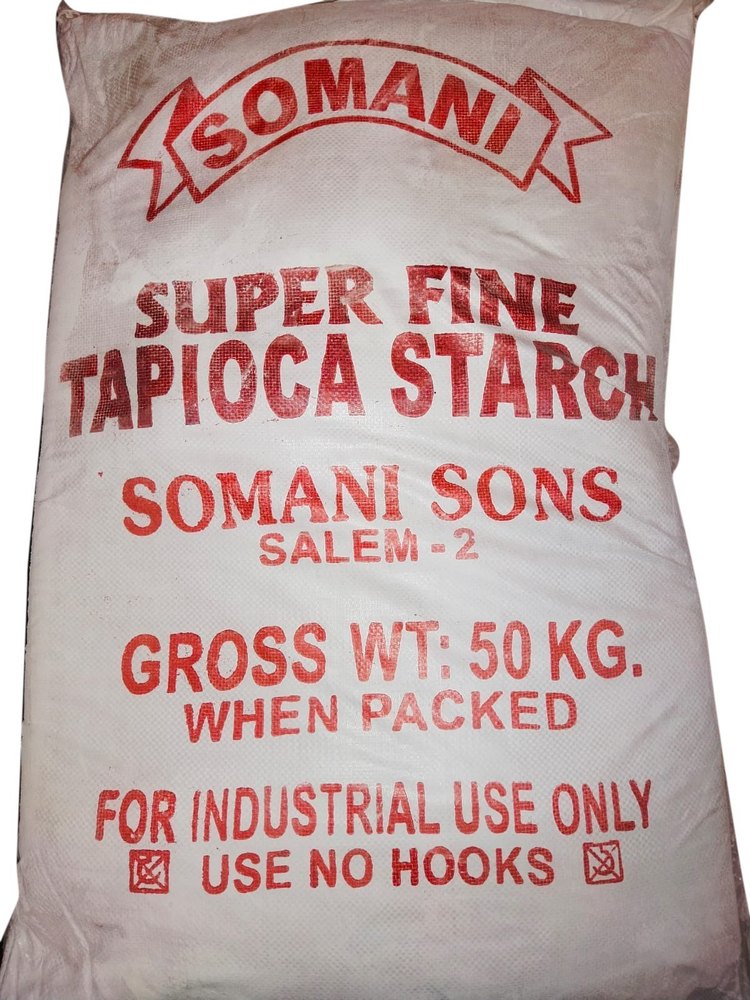 SOMANI
SUPER FINE
TAPIOCA STARCH
SOMANI SONS
SALEM - 2
GROSS WT: 50 KG.
WHEN PACKED
FOR INDUSTRIAL USE ONLY
USE NO HOOKS